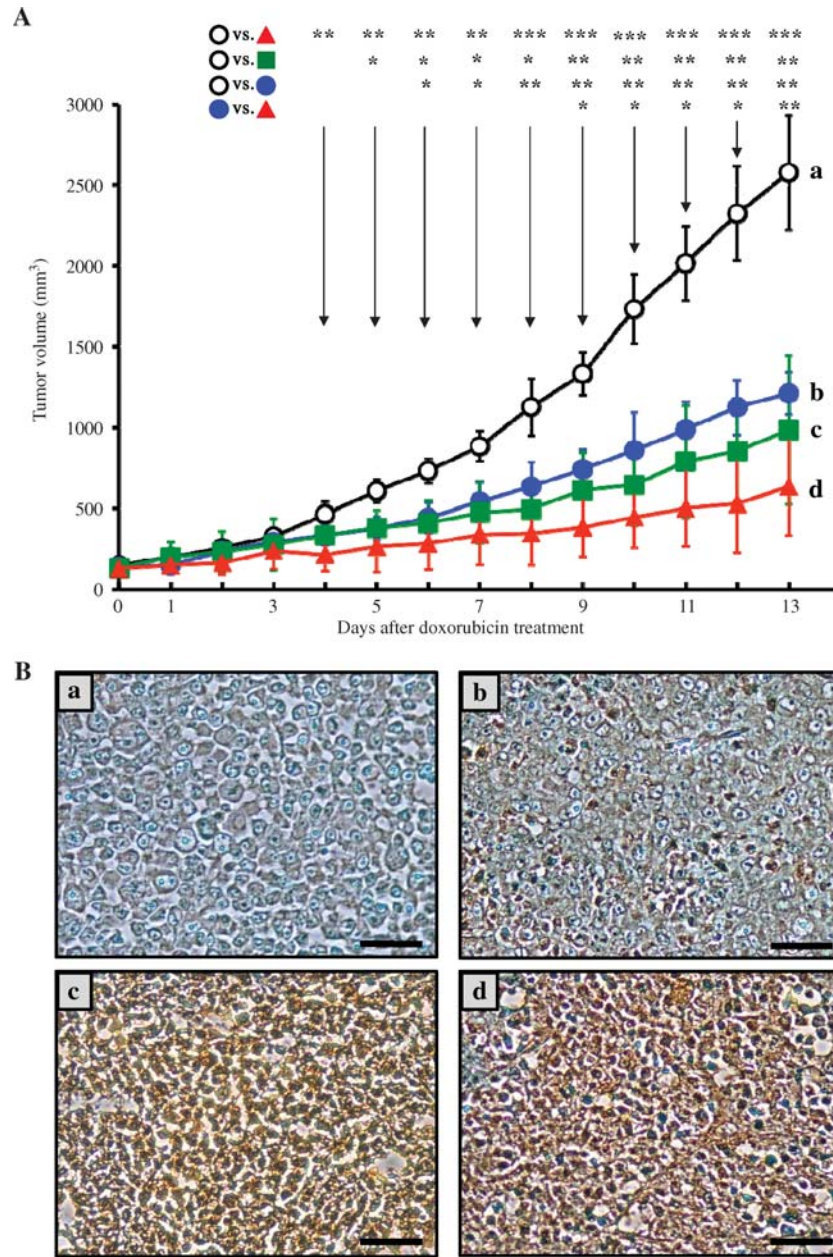 A
vs. ** ** ** ** *** *** *** *** *** ***
vs. * * * * ** ** ** ** **
vs. * * ** ** ** ** ** **
vs. * * * * **
3000
2500
2000
1500
1000
500
0
Tumor volume (mm³)
a
b
c
d
0 1 3 5 7 9 11 13
Days after doxorubicin treatment
B
a
b
c
d